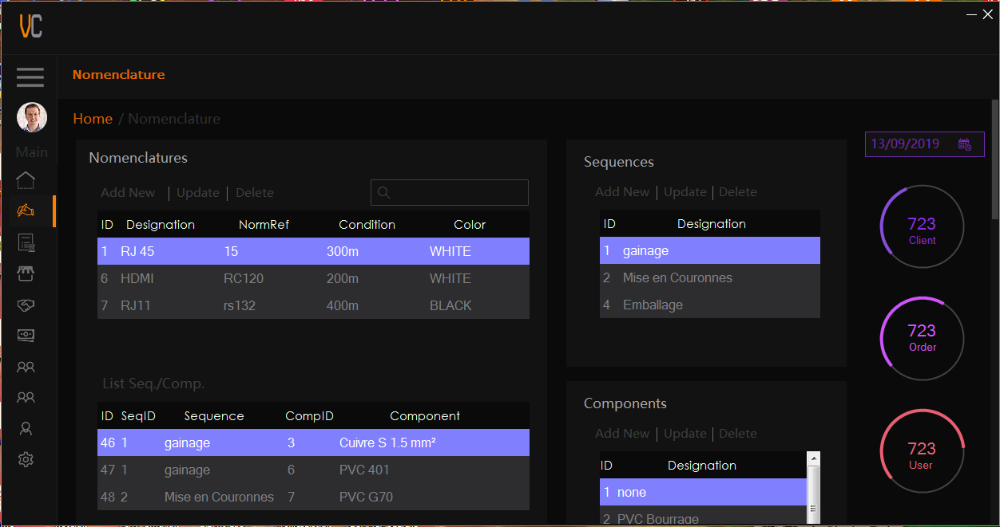 VC
Nomenclature
Home / Nomenclature
Main
Nomenclatures
Add New | Update | Delete
ID Designation NormRef Condition Color
1 RJ 45 15 300m WHITE
6 HDMI RC120 200m WHITE
7 RJ11 rs132 400m BLACK
List Seq./Comp.
ID SeqID Sequence CompID Component
46 1 gainage 3 Cuivre S 1.5 mm²
47 1 gainage 6 PVC 401
48 2 Mise en Couronnes 7 PVC G70
Sequences
Add New | Update | Delete
ID Designation
1 gainage
2 Mise en Couronnes
4 Emballage
Components
Add New | Update | Delete
ID Designation
1 none
2 PVC Bourrage
13/09/2019
723
Client
723
Order
723
User